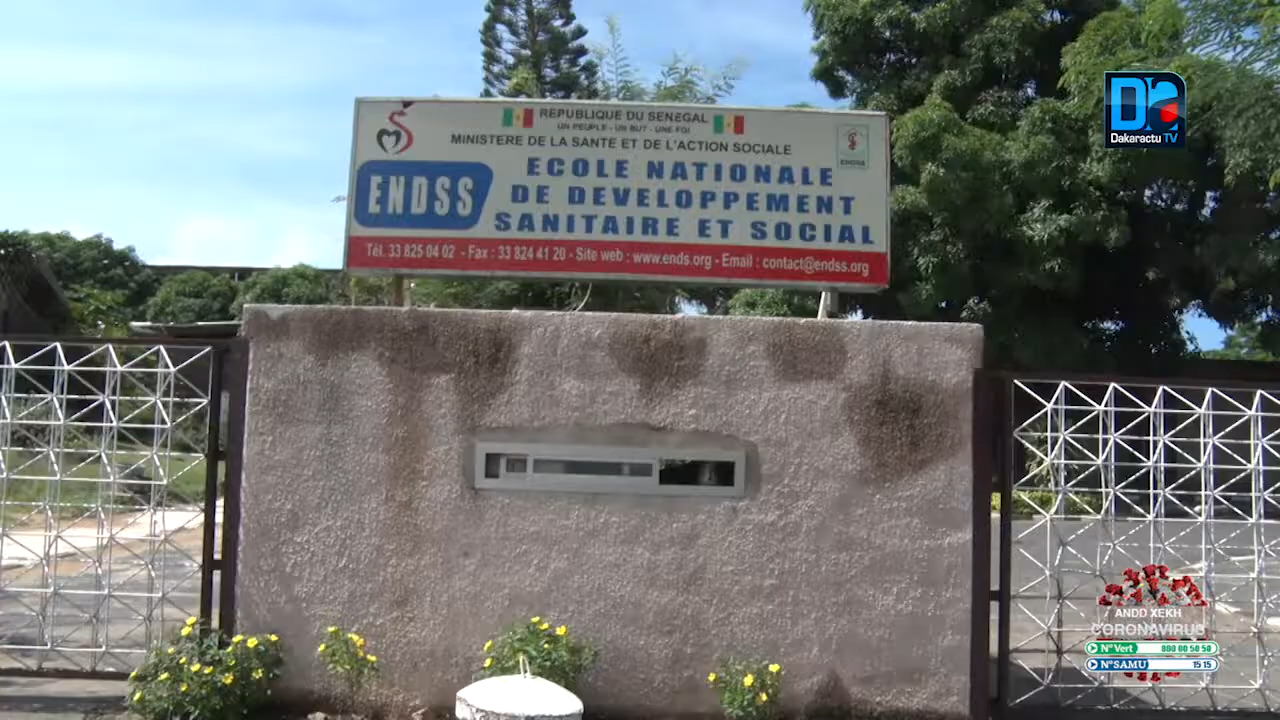 REPUBLIQUE DU SENEGAL
UN PEUPLE - UN BUT - UNE FOI
MINISTERE DE LA SANTE ET DE L'ACTION SOCIALE
ENDSS
ENDSS
ECOLE NATIONALE
DE DEVELOPPEMENT
SANITAIRE ET SOCIAL
Tél. 33 825 04 02 - Fax : 33 824 41 20 - Site web : www.ends.org - Email : contact@endss.org
Dakaractu TV
ANDD XEKH
CORONAVIRUS
N° Vert 800 00 50 50
N° SAMU 15 15